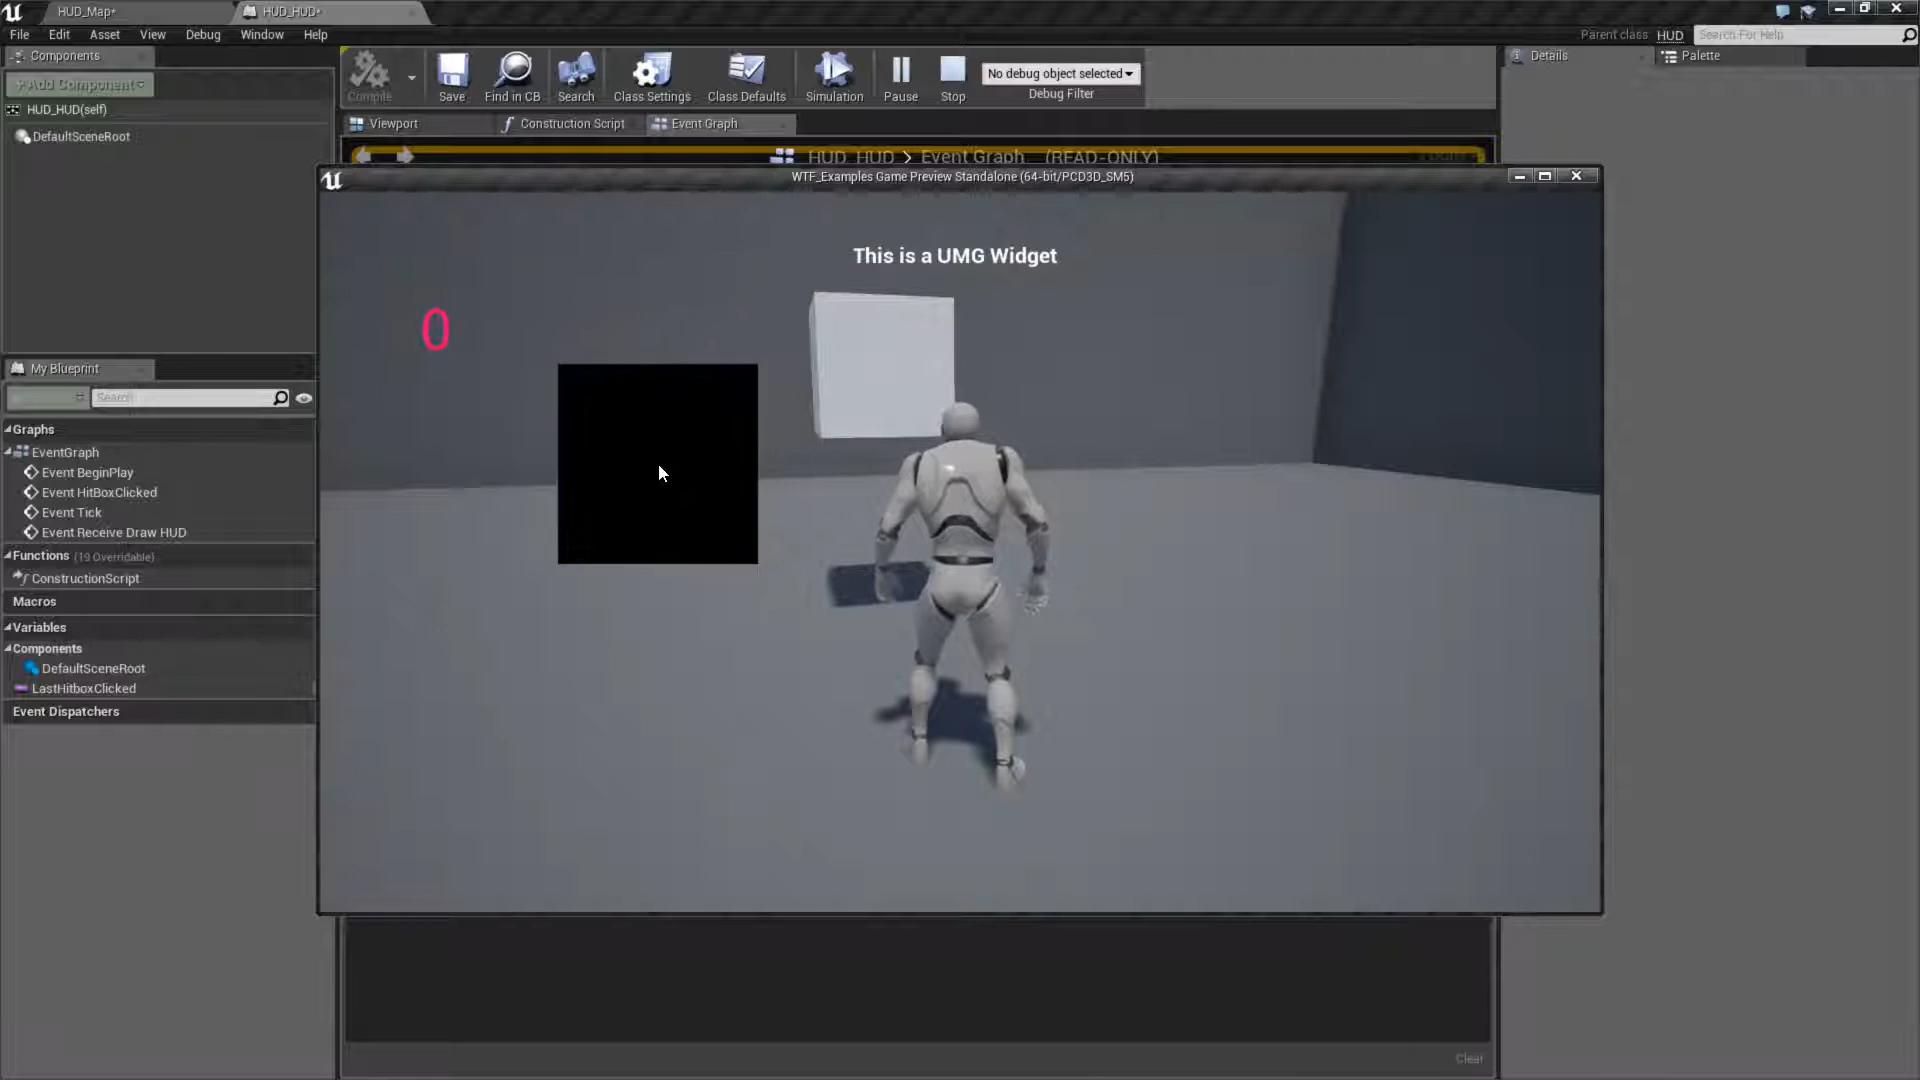 HUD_Map*
HUD_HUD*
File Edit Asset View Debug Window Help
Parent class HUD Search For Help
Components
+Add Component
HUD_HUD(self)
DefaultSceneRoot
Compile
Save
Find in CB
Search
Class Settings
Class Defaults
Simulation
Pause
Stop
No debug object selected
Debug Filter
Details
Palette
Viewport
Construction Script
Event Graph
HUD_HUD > Event Graph (READ-ONLY)
WTF_Examples Game Preview Standalone (64-bit/PCD3D_SM5)
This is a UMG Widget
0
My Blueprint
Search
Graphs
EventGraph
Event BeginPlay
Event HitBoxClicked
Event Tick
Event Receive Draw HUD
Functions (19 Overridable)
ConstructionScript
Macros
Variables
Components
DefaultSceneRoot
LastHitboxClicked
Event Dispatchers
Clear